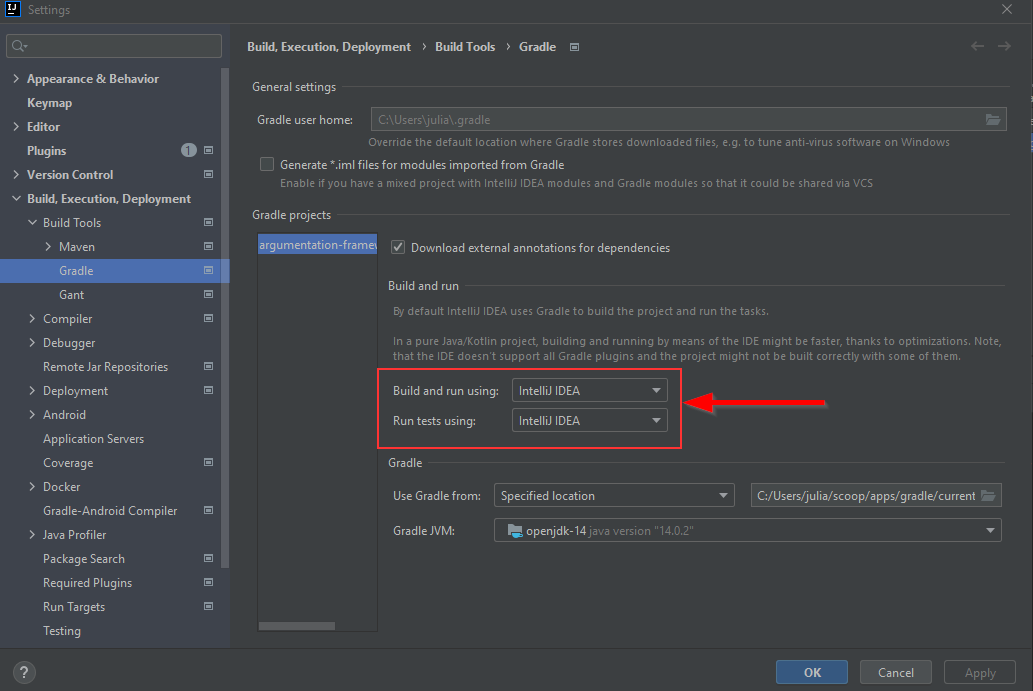 Settings
Appearance & Behavior
Keymap
Editor
Plugins 1
Version Control
Build, Execution, Deployment
Build Tools
Maven
Gradle
Gant
Compiler
Debugger
Remote Jar Repositories
Deployment
Android
Application Servers
Coverage
Docker
Gradle-Android Compiler
Java Profiler
Package Search
Required Plugins
Run Targets
Testing
Build, Execution, Deployment › Build Tools › Gradle
General settings
Gradle user home: C:\Users\julia\.gradle
Override the default location where Gradle stores downloaded files, e.g. to tune anti-virus software on Windows
Generate *.iml files for modules imported from Gradle
Enable if you have a mixed project with IntelliJ IDEA modules and Gradle modules so that it could be shared via VCS
Gradle projects
argumentation-framew
Download external annotations for dependencies
Build and run
By default IntelliJ IDEA uses Gradle to build the project and run the tasks.
In a pure Java/Kotlin project, building and running by means of the IDE might be faster, thanks to optimizations. Note,
that the IDE doesn't support all Gradle plugins and the project might not be built correctly with some of them.
Build and run using: IntelliJ IDEA
Run tests using: IntelliJ IDEA
Gradle
Use Gradle from: Specified location C:/Users/julia/scoop/apps/gradle/current
Gradle JVM: openjdk-14 java version "14.0.2"
? OK Cancel Apply